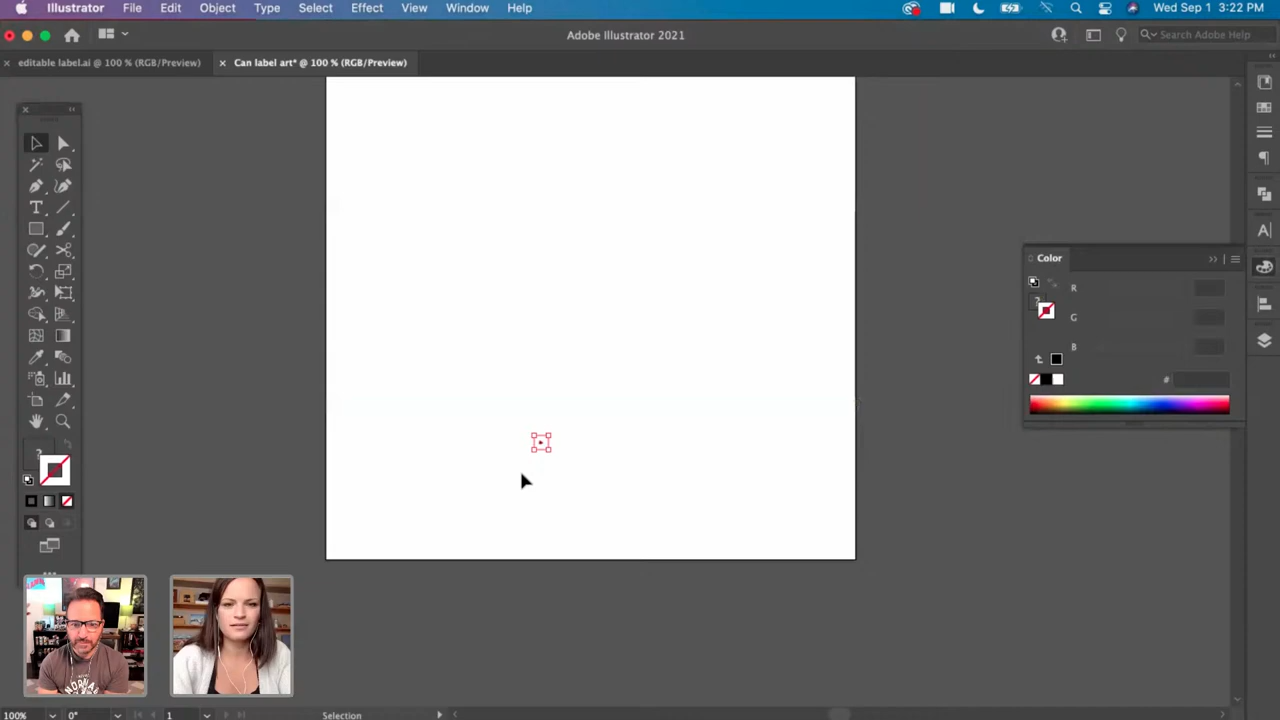 Illustrator File Edit Object Type Select Effect View Window Help Wed Sep 1 3:22 PM
Adobe Illustrator 2021
Search Adobe Help
editable label.ai @ 100 % (RGB/Preview)
Can label art* @ 100 % (RGB/Preview)
Color
R
G
B
#
?
?
NORMAN
100% 0° 1 Selection